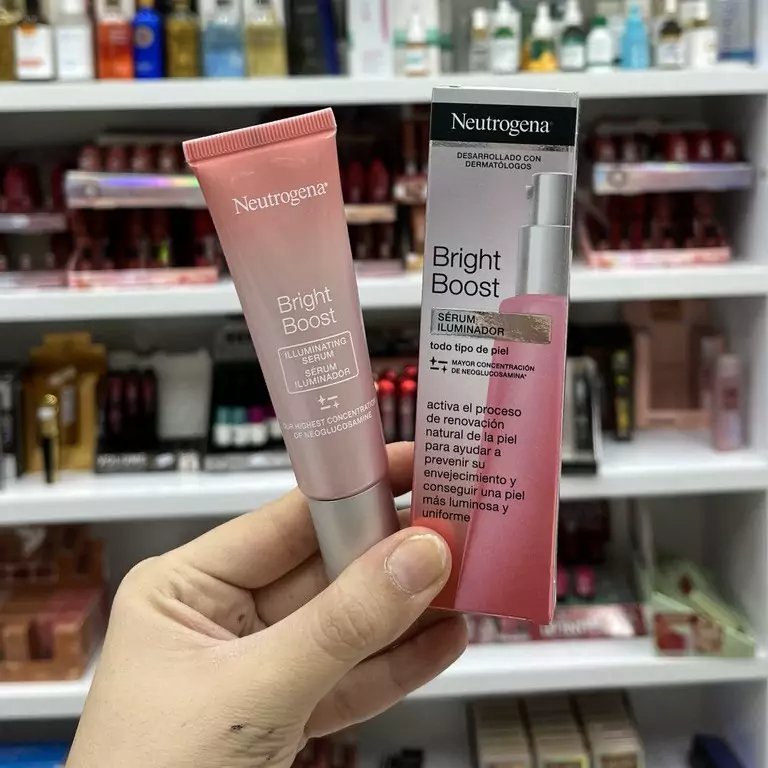 Neutrogena®
Bright
Boost
ILLUMINATING
SERUM
SÉRUM
ILUMINADOR
OUR HIGHEST CONCENTRATION
OF NEOGLUCOSAMINE
Neutrogena®
DESARROLLADO CON
DERMATÓLOGOS
Bright
Boost
SÉRUM
ILUMINADOR
todo tipo de piel
MAYOR CONCENTRACIÓN
DE NEOGLUCOSAMINA*
activa el proceso
de renovación
natural de la piel
para ayudar a
prevenir su
envejecimiento y
conseguir una piel
más luminosa y
uniforme